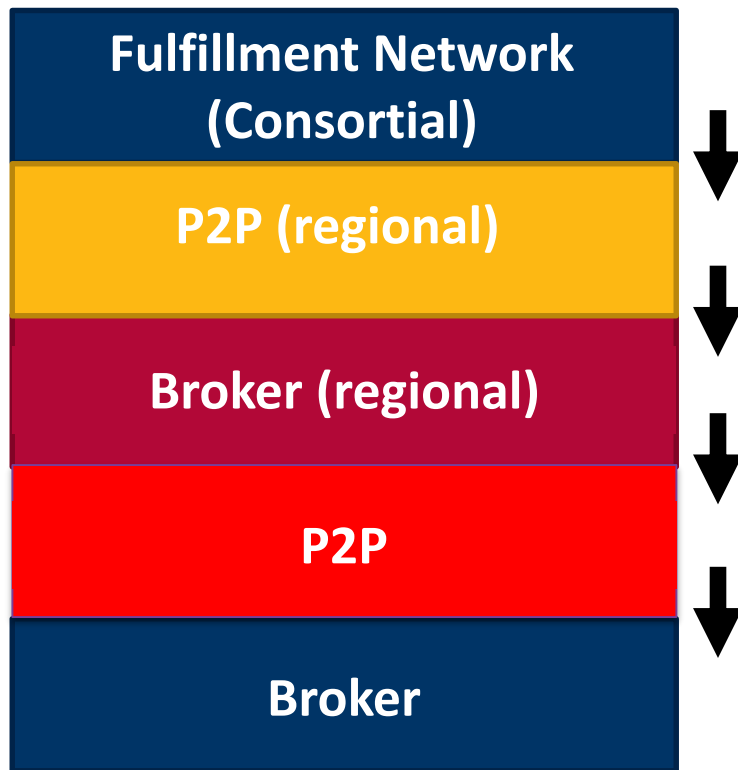 Fulfillment Network
(Consortial)
P2P (regional)
Broker (regional)
P2P
Broker